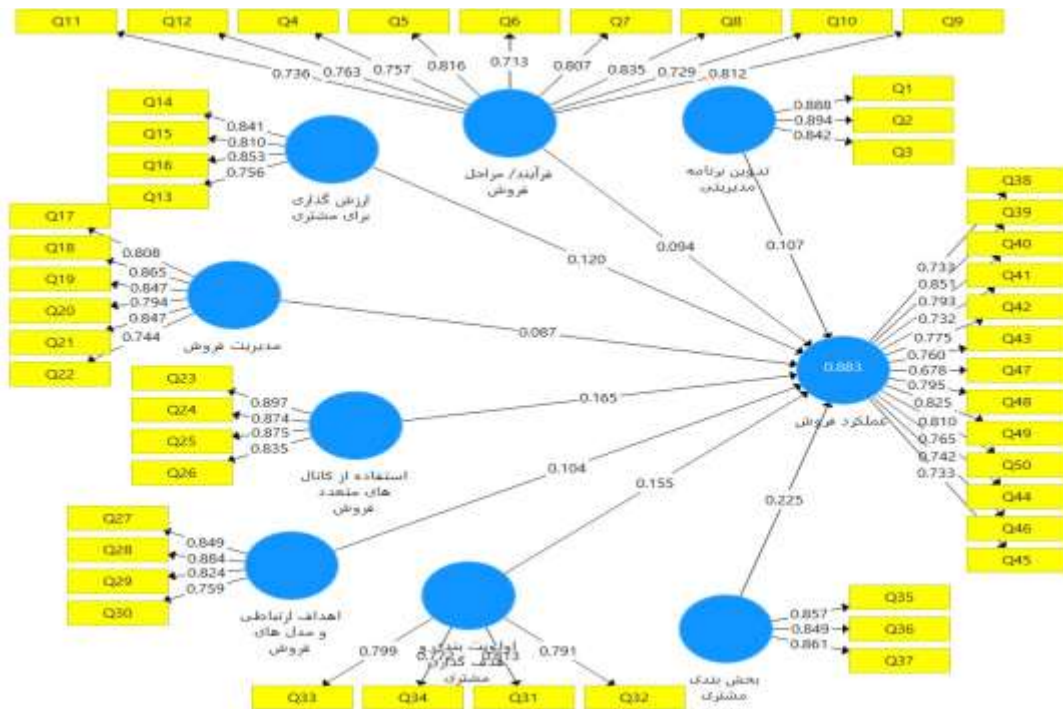 Q11 Q12 Q4 Q5 Q6 Q7 Q8 Q10 Q9
0.736 0.763 0.757 0.816 0.713 0.807 0.835 0.729 0.812
Q14
Q15
Q16
Q13
0.841
0.810
0.853
0.756
ارزش گذاری
برای مشتری
فرآیند/ مراحل
فروش
Q1
Q2
Q3
0.888
0.894
0.842
تدوین برنامه
مدیریتی
0.120
0.094
0.107
Q17
Q18
Q19
Q20
Q21
Q22
0.808
0.865
0.847
0.794
0.847
0.744
مدیریت فروش
0.087
Q38
Q39
Q40
Q41
Q42
Q43
Q47
Q48
Q49
Q50
Q44
Q46
Q45
0.733
0.851
0.793
0.732
0.775
0.760
0.678
0.795
0.825
0.810
0.765
0.742
0.733
0.883
عملکرد فروش
Q23
Q24
Q25
Q26
0.897
0.874
0.875
0.835
استفاده از کانال
های متعدد
فروش
0.165
Q27
Q28
Q29
Q30
0.849
0.884
0.824
0.759
اهداف ارتباطی
و مدل های
فروش
0.104
0.155
0.225
اولویت بندی و
هدف گذاری
مشتری
0.799
0.791
Q33 Q34 Q31 Q32
Q35
Q36
Q37
0.857
0.849
0.861
بخش بندی
مشتری